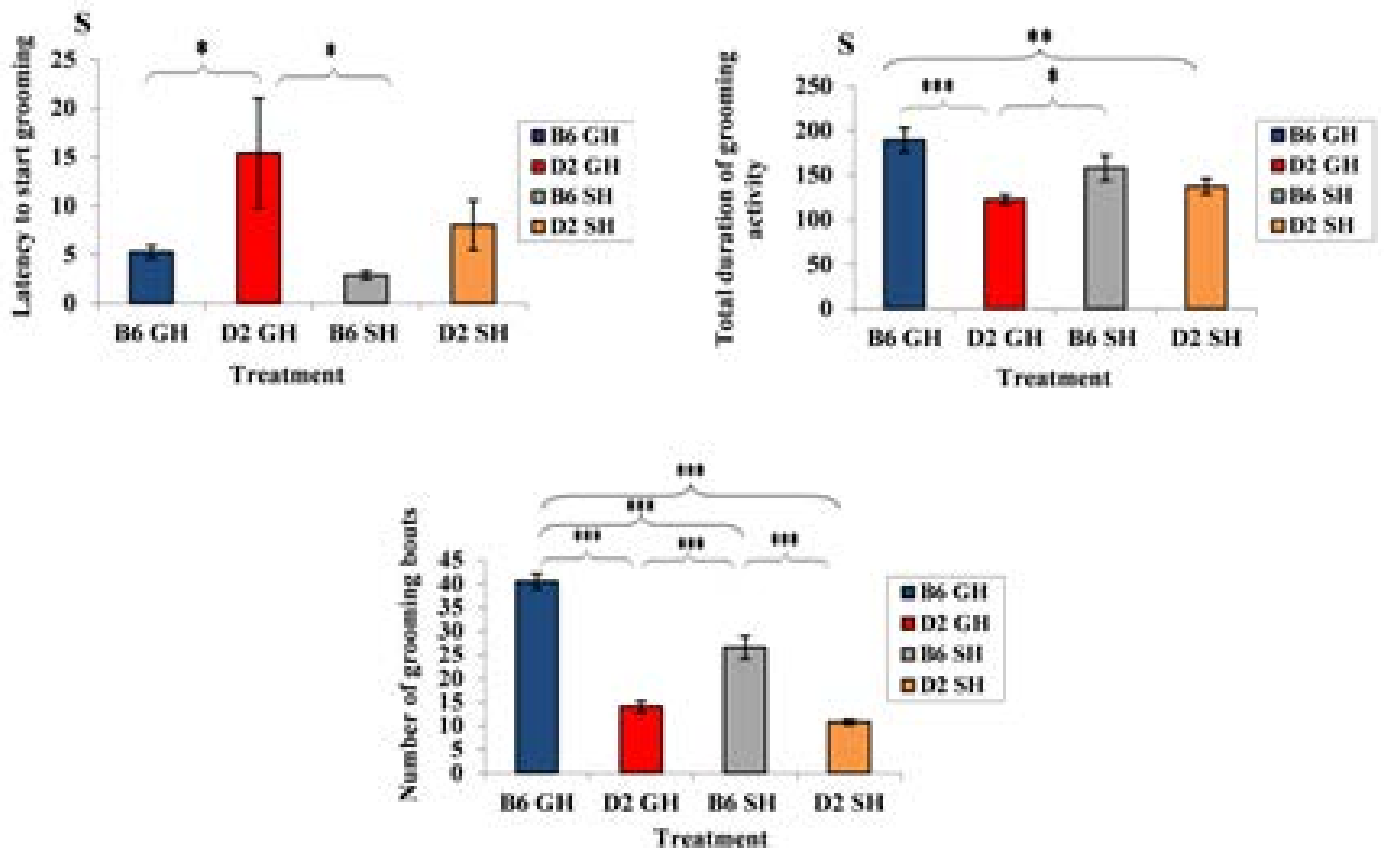 S
Latency to start grooming
25
20
15
10
5
0
B6 GH
D2 GH
B6 SH
D2 SH
Treatment
B6 GH
D2 GH
B6 SH
D2 SH
S
Total duration of grooming
activity
**
***
250
200
150
100
50
0
B6 GH
D2 GH
B6 SH
D2 SH
Treatment
B6 GH
D2 GH
B6 SH
D2 SH
Number of grooming bouts
***
***
***
***
***
45
40
35
30
25
20
15
10
5
0
B6 GH
D2 GH
B6 SH
D2 SH
Treatment
B6 GH
D2 GH
B6 SH
D2 SH